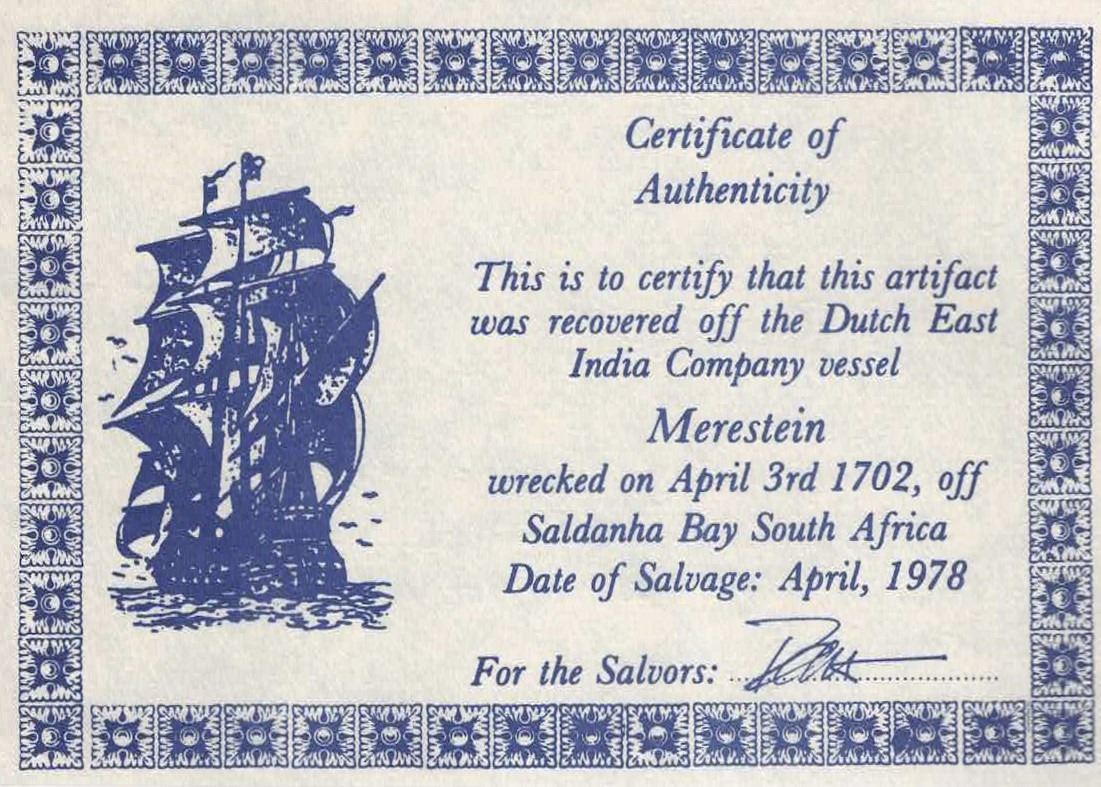 Certificate of
Authenticity
This is to certify that this artifact
was recovered off the Dutch East
India Company vessel
Merestein
wrecked on April 3rd 1702, off
Saldanha Bay South Africa
Date of Salvage: April, 1978
For the Salvors: